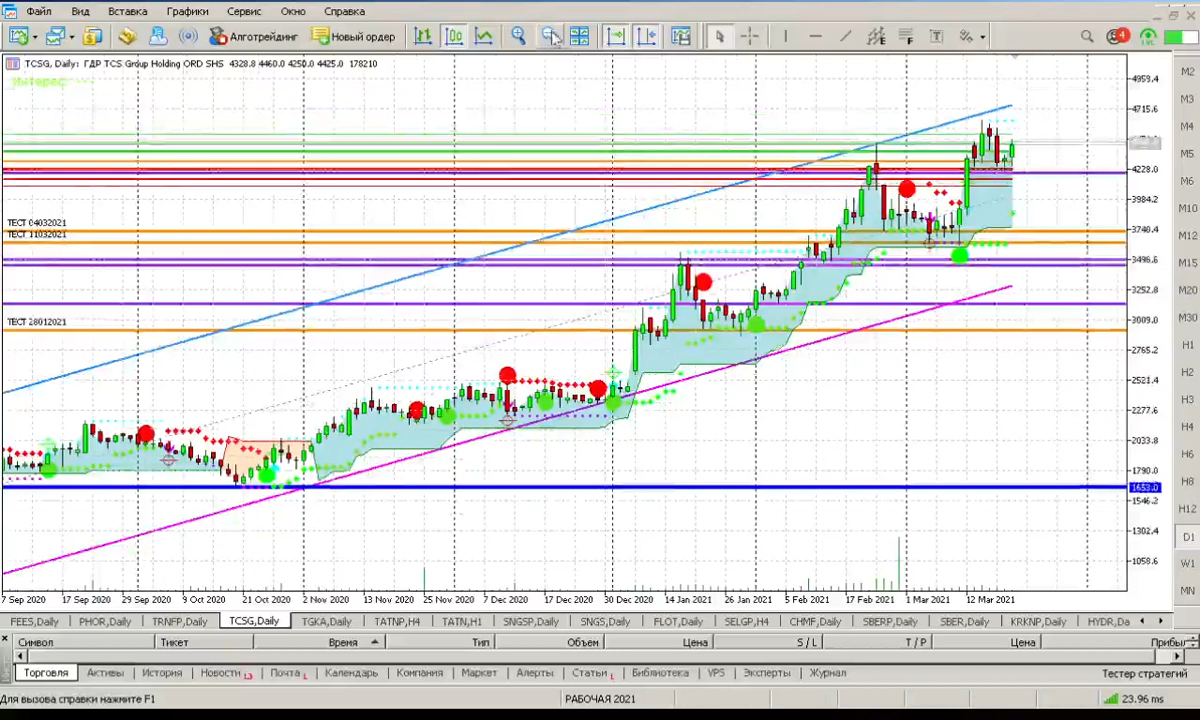 Файл Вид Вставка Графики Сервис Окно Справка
Алготрейдинг Новый ордер 4 LVL
TCSG, Daily: ГДР TCS Group Holding ORD SHS 4328.8 4460.0 4250.0 4425.0 178210
Интерес:
4959.4
4715.6
4228.0
3984.2
3740.4
3496.6
3252.8
3009.0
2765.2
2521.4
2277.6
2033.8
1790.0
1653.0
1546.2
1302.4
1058.6
ТЕСТ 04032021
ТЕСТ 11032021
ТЕСТ 28012021
M2
M3
M4
M5
M6
M10
M12
M15
M20
M30
H1
H2
H3
H4
H6
H8
H12
D1
W1
MN
7 Sep 2020 17 Sep 2020 29 Sep 2020 9 Oct 2020 21 Oct 2020 2 Nov 2020 13 Nov 2020 25 Nov 2020 7 Dec 2020 17 Dec 2020 30 Dec 2020 14 Jan 2021 26 Jan 2021 5 Feb 2021 17 Feb 2021 1 Mar 2021 12 Mar 2021
FEES,Daily PHOR,Daily TRNFP,Daily TCSG,Daily TGKA,Daily TATNP,H4 TATN,H1 SNGSP,Daily SNGS,Daily FLOT,Daily SELGP,H4 CHMF,Daily SBERP,Daily SBER,Daily KRKNP,Daily HYDR,Da
Символ Тикет Время Тип Объем Цена S / L T / P Цена Прибы
Торговля Активы История Новости Почта Календарь Компания Маркет Алерты Статьи Библиотека VPS Эксперты Журнал Тестер стратегий
Для вызова справки нажмите F1 РАБОЧАЯ 2021 23.96 ms